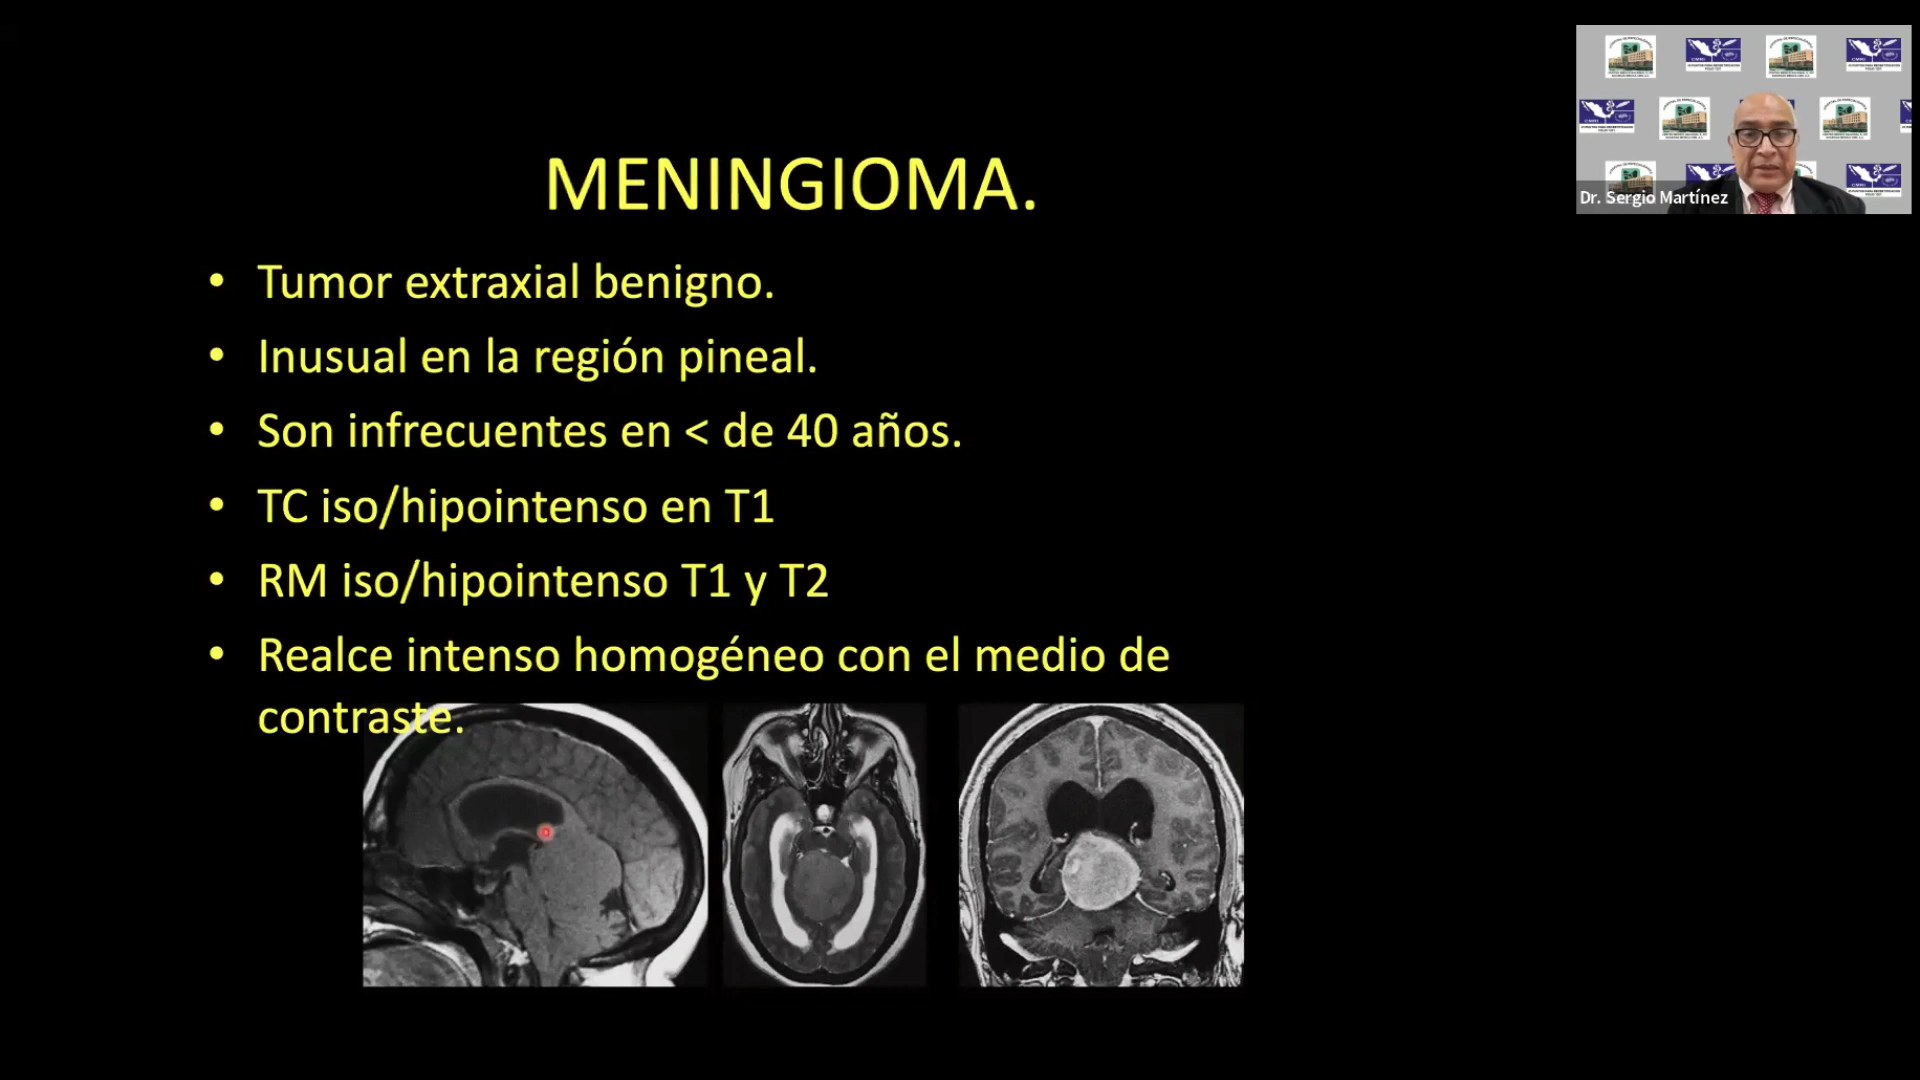 MENINGIOMA.
• Tumor extraxial benigno.
• Inusual en la región pineal.
• Son infrecuentes en < de 40 años.
• TC iso/hipointenso en T1
• RM iso/hipointenso T1 y T2
• Realce intenso homogéneo con el medio de
contraste.
Dr. Sergio Martínez